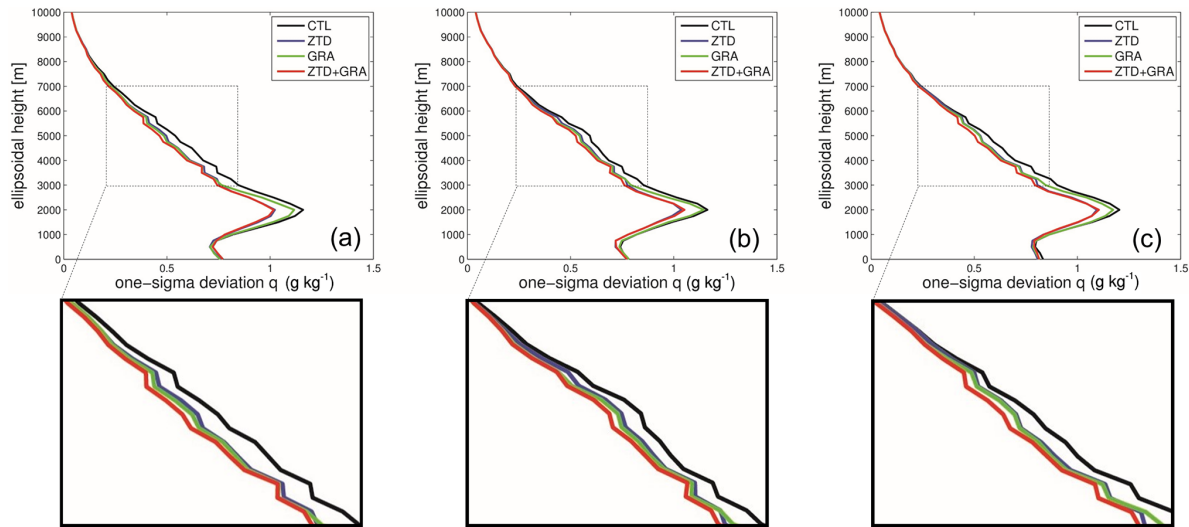 10000
9000
8000
7000
6000
5000
4000
3000
2000
1000
0
ellipsoidal height [m]
CTL
ZTD
GRA
ZTD+GRA
(a)
0 0.5 1 1.5
one-sigma deviation q (g kg⁻¹)
10000
9000
8000
7000
6000
5000
4000
3000
2000
1000
0
ellipsoidal height [m]
CTL
ZTD
GRA
ZTD+GRA
(b)
0 0.5 1 1.5
one-sigma deviation q (g kg⁻¹)
10000
9000
8000
7000
6000
5000
4000
3000
2000
1000
0
ellipsoidal height [m]
CTL
ZTD
GRA
ZTD+GRA
(c)
0 0.5 1 1.5
one-sigma deviation q (g kg⁻¹)